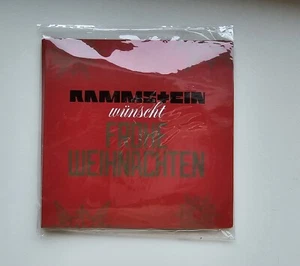 RAMMSTEIN
wünscht
FROHE
WEIHNACHTEN